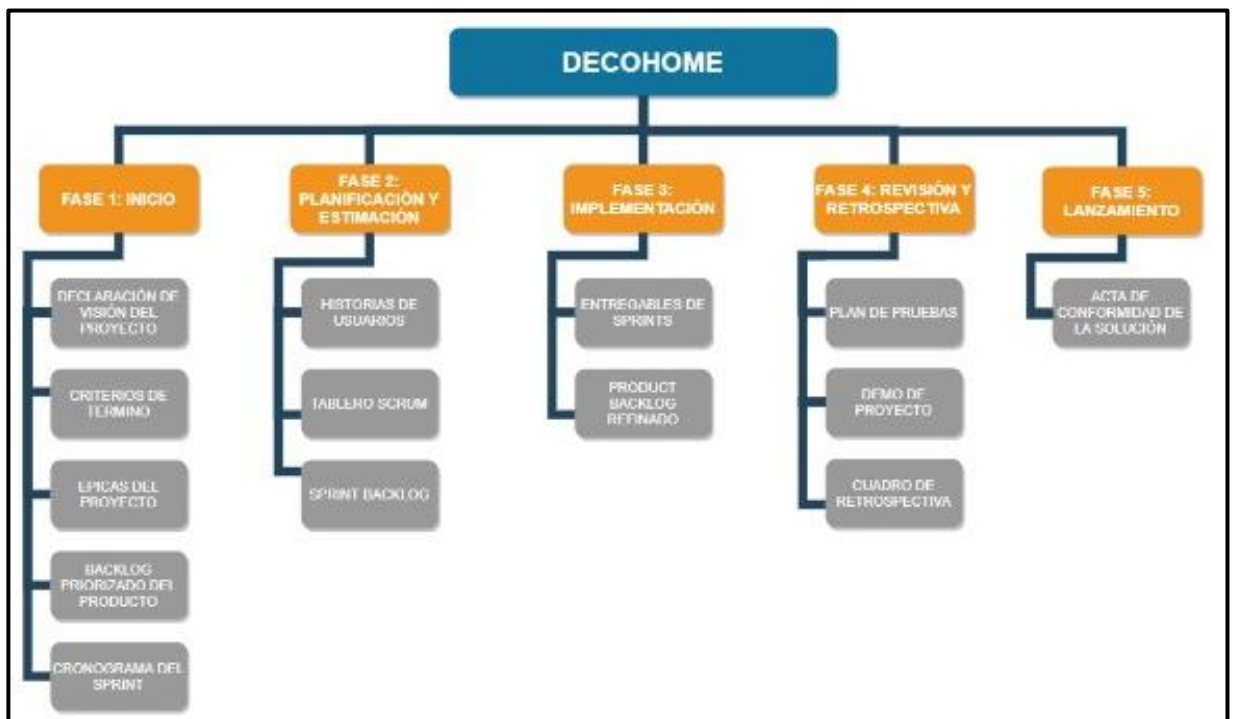 DECOHOME
FASE 1: INICIO
DECLARACIÓN DE
VISIÓN DEL
PROYECTO
CRITERIOS DE
TERMINO
EPICAS DEL
PROYECTO
BACKLOG
PRIORIZADO DEL
PRODUCTO
CRONOGRAMA DEL
SPRINT
FASE 2:
PLANIFICACIÓN Y
ESTIMACIÓN
HISTORIAS DE
USUARIOS
TABLERO SCRUM
SPRINT BACKLOG
FASE 3:
IMPLEMENTACIÓN
ENTREGABLES DE
SPRINTS
PRODUCT
BACKLOG
REFINADO
FASE 4: REVISIÓN Y
RETROSPECTIVA
PLAN DE PRUEBAS
DEMO DE
PROYECTO
CUADRO DE
RETROSPECTIVA
FASE 5:
LANZAMIENTO
ACTA DE
CONFORMIDAD DE
LA SOLUCIÓN